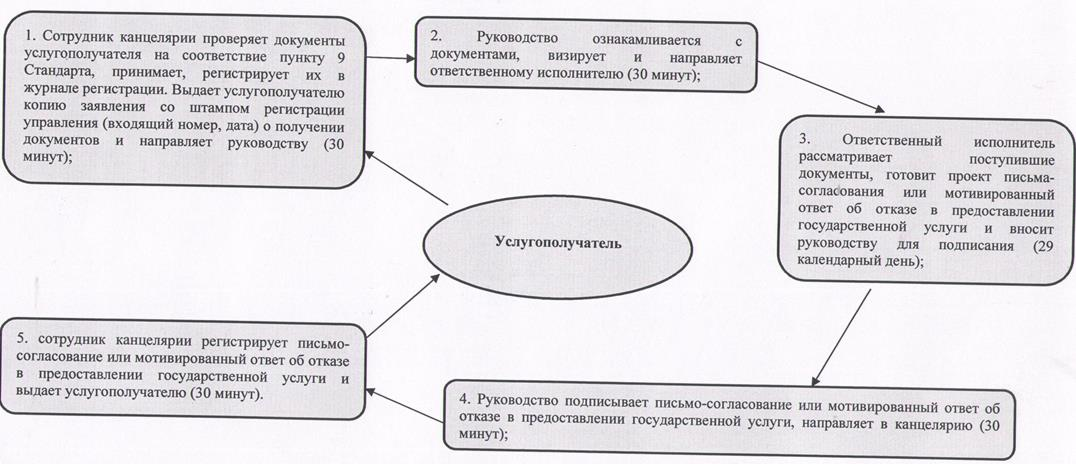 1. Сотрудник канцелярии проверяет документы
услугополучателя на соответствие пункту 9
Стандарта, принимает, регистрирует их в
журнале регистрации. Выдает услугополучателю
копию заявления со штампом регистрации
управления (входящий номер, дата) о получении
документов и направляет руководству (30
минут);
2. Руководство ознакамливается с
документами, визирует и направляет
ответственному исполнителю (30 минут);
3. Ответственный исполнитель
рассматривает поступившие
документы, готовит проект письма-
согласования или мотивированный
ответ об отказе в предоставлении
государственной услуги и вносит
руководству для подписания (29
календарный день);
Услугополучатель
4. Руководство подписывает письмо-согласование или мотивированный ответ об
отказе в предоставлении государственной услуги, направляет в канцелярию (30
минут);
5. сотрудник канцелярии регистрирует письмо-
согласование или мотивированный ответ об отказе
в предоставлении государственной услуги и
выдает услугополучателю (30 минут).